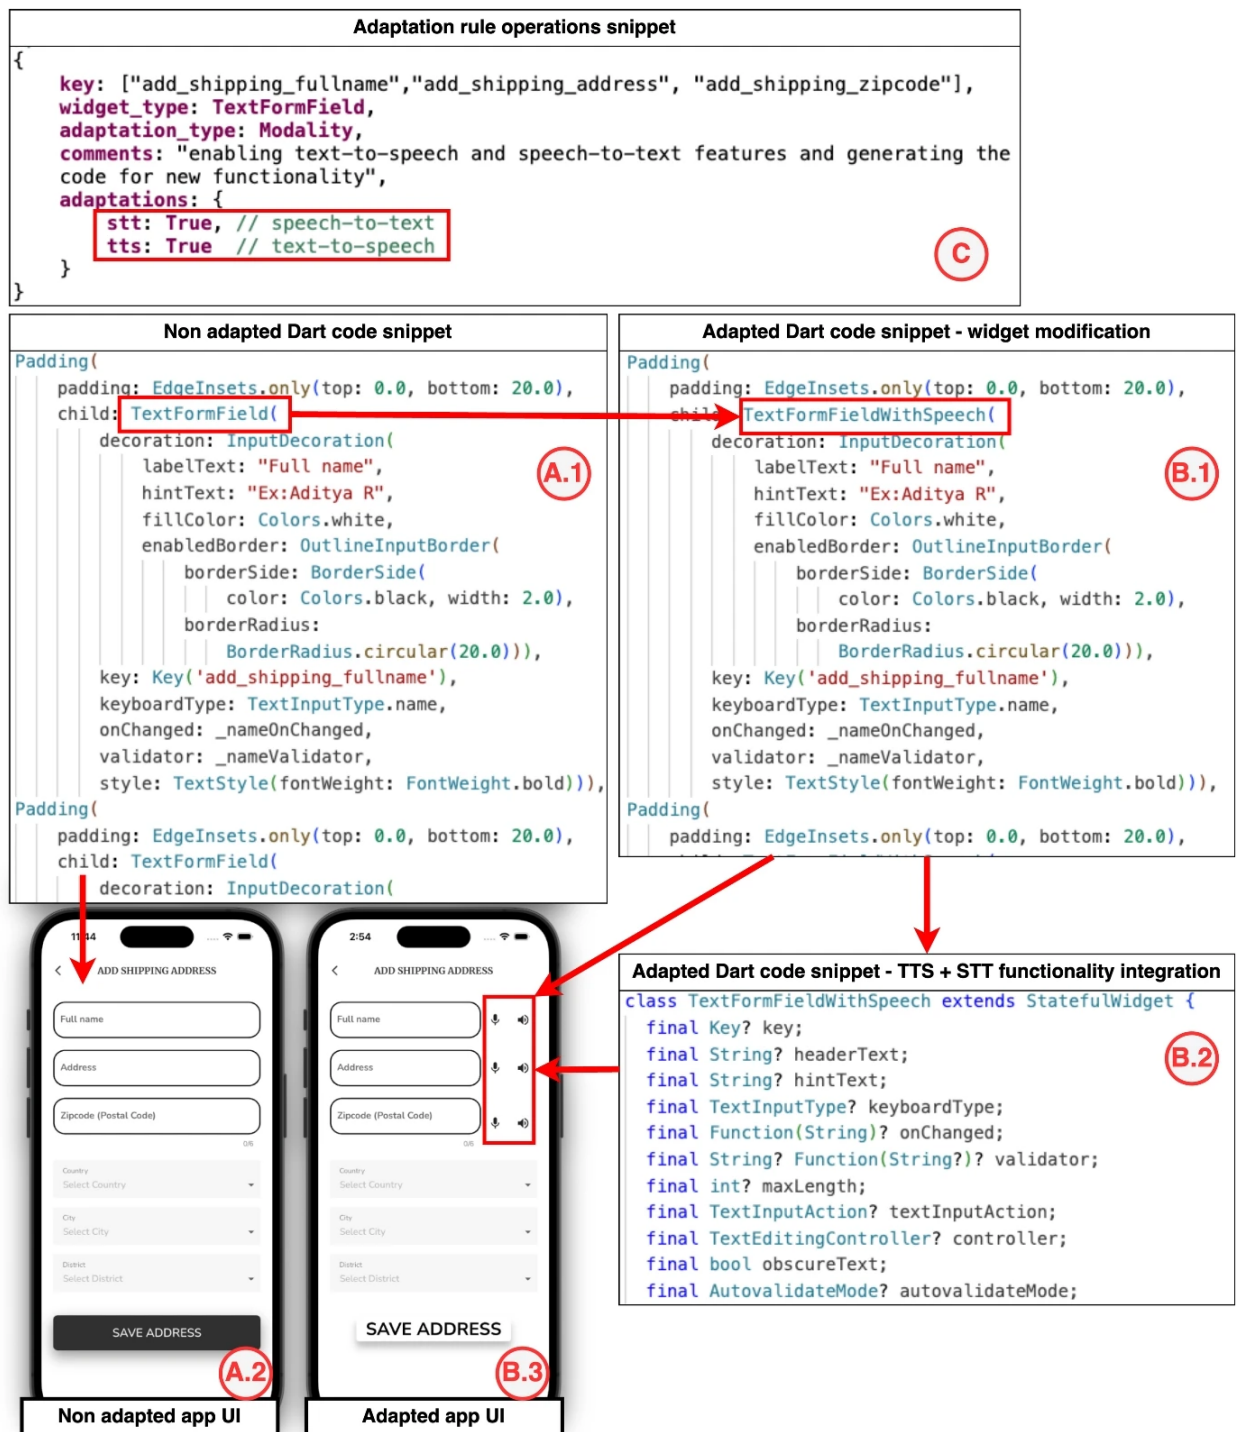 Adaptation rule operations snippet
{
key: ["add_shipping_fullname","add_shipping_address", "add_shipping_zipcode"],
widget_type: TextFormField,
adaptation_type: Modality,
comments: "enabling text-to-speech and speech-to-text features and generating the
code for new functionality",
adaptations: {
stt: True, // speech-to-text
tts: True // text-to-speech
}
}
C
Non adapted Dart code snippet
Padding(
padding: EdgeInsets.only(top: 0.0, bottom: 20.0),
child: TextFormField(
decoration: InputDecoration(
labelText: "Full name",
hintText: "Ex:Aditya R",
fillColor: Colors.white,
enabledBorder: OutlineInputBorder(
borderSide: BorderSide(
color: Colors.black, width: 2.0),
borderRadius:
BorderRadius.circular(20.0))),
key: Key('add_shipping_fullname'),
keyboardType: TextInputType.name,
onChanged: _nameOnChanged,
validator: _nameValidator,
style: TextStyle(fontWeight: FontWeight.bold))),
Padding(
padding: EdgeInsets.only(top: 0.0, bottom: 20.0),
child: TextFormField(
decoration: InputDecoration(
A.1
Adapted Dart code snippet - widget modification
Padding(
padding: EdgeInsets.only(top: 0.0, bottom: 20.0),
child: TextFormFieldWithSpeech(
decoration: InputDecoration(
labelText: "Full name",
hintText: "Ex:Aditya R",
fillColor: Colors.white,
enabledBorder: OutlineInputBorder(
borderSide: BorderSide(
color: Colors.black, width: 2.0),
borderRadius:
BorderRadius.circular(20.0))),
key: Key('add_shipping_fullname'),
keyboardType: TextInputType.name,
onChanged: _nameOnChanged,
validator: _nameValidator,
style: TextStyle(fontWeight: FontWeight.bold))),
Padding(
padding: EdgeInsets.only(top: 0.0, bottom: 20.0),
B.1
ADD SHIPPING ADDRESS
Full name
Address
Zipcode (Postal Code)
0/6
Country
Select Country
City
Select City
District
Select District
SAVE ADDRESS
A.2
Non adapted app UI
2:54
ADD SHIPPING ADDRESS
Full name
Address
Zipcode (Postal Code)
0/6
Country
Select Country
City
Select City
District
Select District
SAVE ADDRESS
B.3
Adapted app UI
Adapted Dart code snippet - TTS + STT functionality integration
class TextFormFieldWithSpeech extends StatefulWidget {
final Key? key;
final String? headerText;
final String? hintText;
final TextInputType? keyboardType;
final Function(String)? onChanged;
final String? Function(String?)? validator;
final int? maxLength;
final TextInputAction? textInputAction;
final TextEditingController? controller;
final bool obscureText;
final AutovalidateMode? autovalidateMode;
B.2